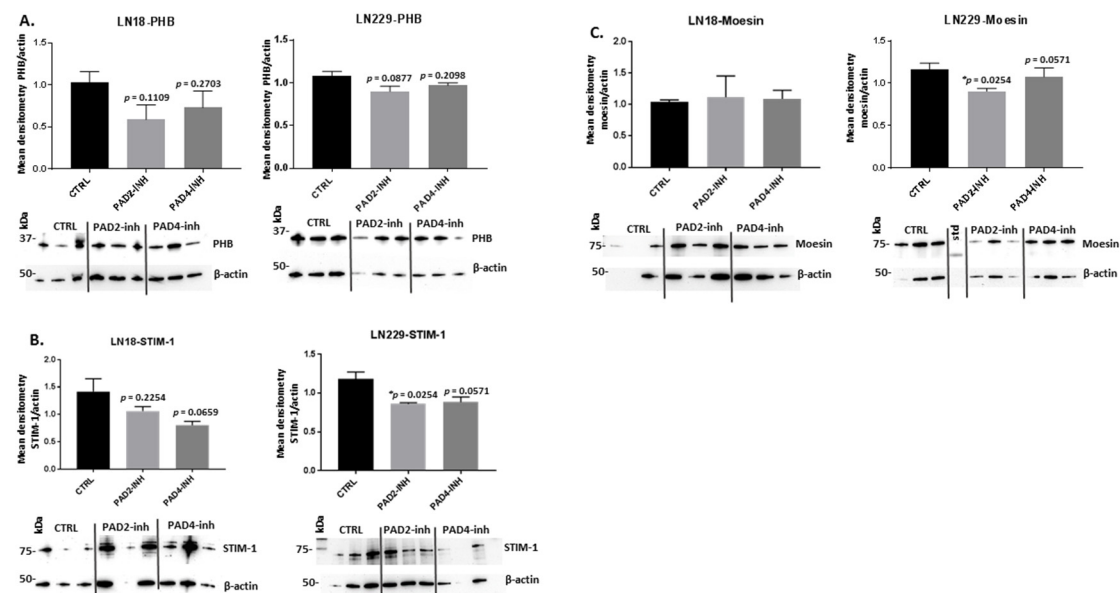 A.
LN18-PHB
Mean densitometry PHB/actin
1.5
1.0
0.5
0.0
p = 0.1109
p = 0.2703
CTRL
PAD2-INH
PAD4-INH
kDa
CTRL
PAD2-inh
PAD4-inh
37-
PHB
50-
β-actin
LN229-PHB
Mean densitometry PHB/actin
1.5
1.0
0.5
0.0
p = 0.0877
p = 0.2098
CTRL
PAD2-INH
PAD4-INH
kDa
CTRL
PAD2-inh
PAD4-inh
37-
PHB
50-
β-actin
B.
LN18-STIM-1
Mean densitometry
STIM-1/actin
2.0
1.5
1.0
0.5
0.0
p = 0.2254
p = 0.0659
CTRL
PAD2-INH
PAD4-INH
kDa
CTRL
PAD2-inh
PAD4-inh
75-
STIM-1
50-
β-actin
LN229-STIM-1
Mean densitometry
STIM-1/actin
1.5
1.0
0.5
0.0
*p = 0.0254
p = 0.0571
CTRL
PAD2-INH
PAD4-INH
kDa
CTRL
PAD2-inh
PAD4-inh
75-
STIM-1
50-
β-actin
C.
LN18-Moesin
Mean densitometry
moesin/actin
2.0
1.5
1.0
0.5
0.0
CTRL
PAD2-INH
PAD4-INH
kDa
CTRL
PAD2-inh
PAD4-inh
75-
Moesin
50-
β-actin
LN229-Moesin
Mean densitometry
moesin/actin
1.5
1.0
0.5
0.0
*p = 0.0254
p = 0.0571
CTRL
PAD2-INH
PAD4-INH
kDa
CTRL
std
PAD2-inh
PAD4-inh
75-
Moesin
50-
β-actin